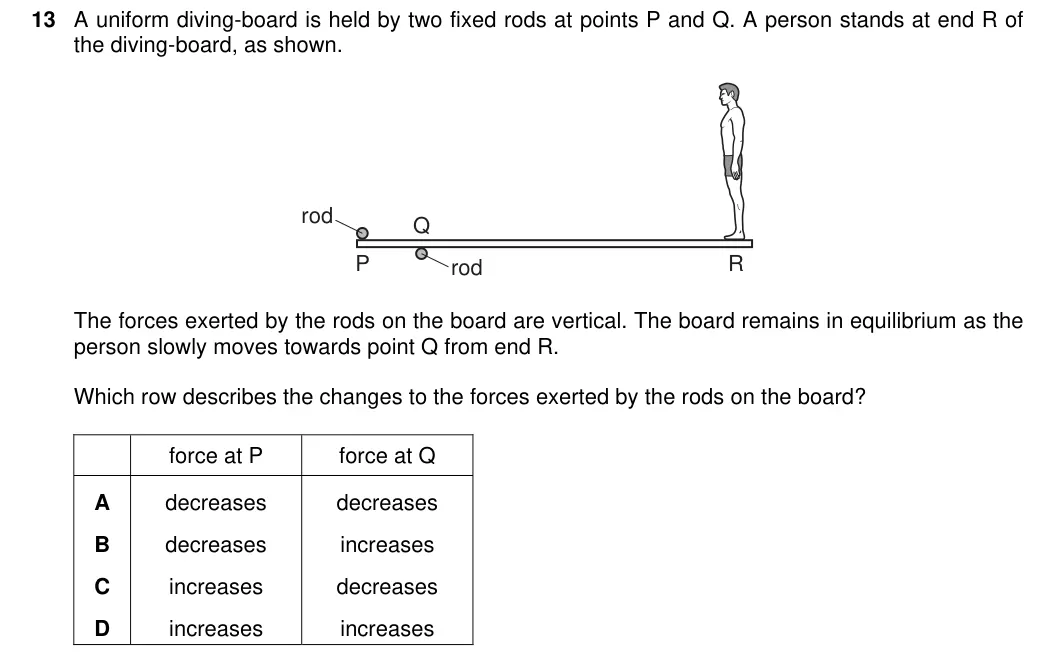 13 A uniform diving-board is held by two fixed rods at points P and Q. A person stands at end R of
the diving-board, as shown.
rod
Q
P
rod
R
The forces exerted by the rods on the board are vertical. The board remains in equilibrium as the
person slowly moves towards point Q from end R.
Which row describes the changes to the forces exerted by the rods on the board?
force at P force at Q
A decreases decreases
B decreases increases
C increases decreases
D increases increases